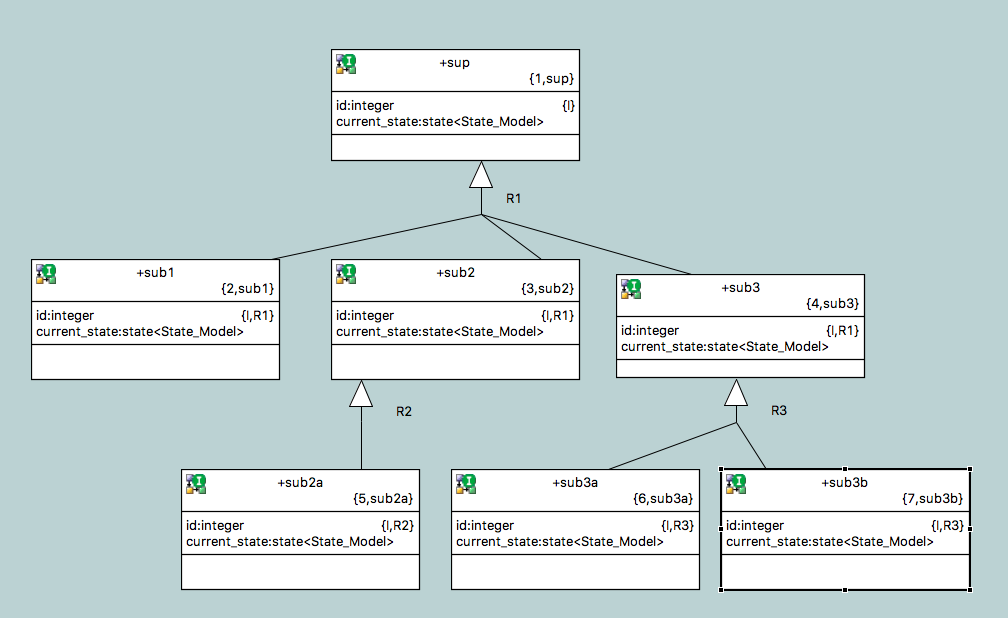 +sup
{1,sup}
id:integer {I}
current_state:state<State_Model>
R1
+sub1
{2,sub1}
id:integer {I,R1}
current_state:state<State_Model>
+sub2
{3,sub2}
id:integer {I,R1}
current_state:state<State_Model>
+sub3
{4,sub3}
id:integer {I,R1}
current_state:state<State_Model>
R2
R3
+sub2a
{5,sub2a}
id:integer {I,R2}
current_state:state<State_Model>
+sub3a
{6,sub3a}
id:integer {I,R3}
current_state:state<State_Model>
+sub3b
{7,sub3b}
id:integer {I,R3}
current_state:state<State_Model>